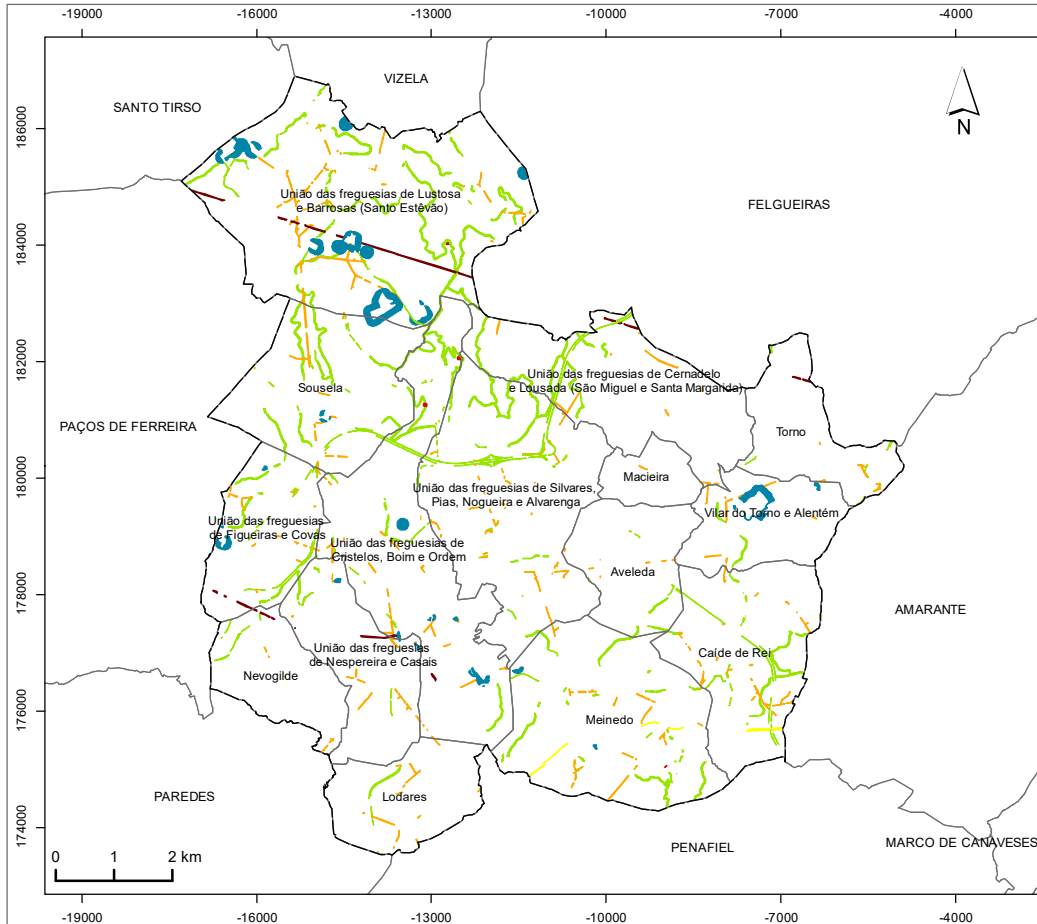 -19000
-16000
-13000
-10000
-7000
-4000
VIZELA
SANTO TIRSO
N
186000
União das freguesias de Lustosa
e Barrosas (Santo Estêvão)
FELGUEIRAS
184000
182000
União das freguesias de Cernadelo
e Lousada (São Miguel e Santa Margarida)
Sousela
PAÇOS DE FERREIRA
Torno
180000
Macieira
União das freguesias de Silvares,
Pias, Nogueira e Alvarenga
Vilar do Torno e Alentém
União das freguesias
de Figueiras e Covas
União das freguesias de
Cristelos, Boim e Ordem
Aveleda
178000
AMARANTE
União das freguesias
de Nespereira e Casais
Caíde de Rei
Nevogilde
176000
Meinedo
PAREDES
Lodares
174000
PENAFIEL
MARCO DE CANAVESES
0 1 2 km
-19000
-16000
-13000
-10000
-7000
-4000